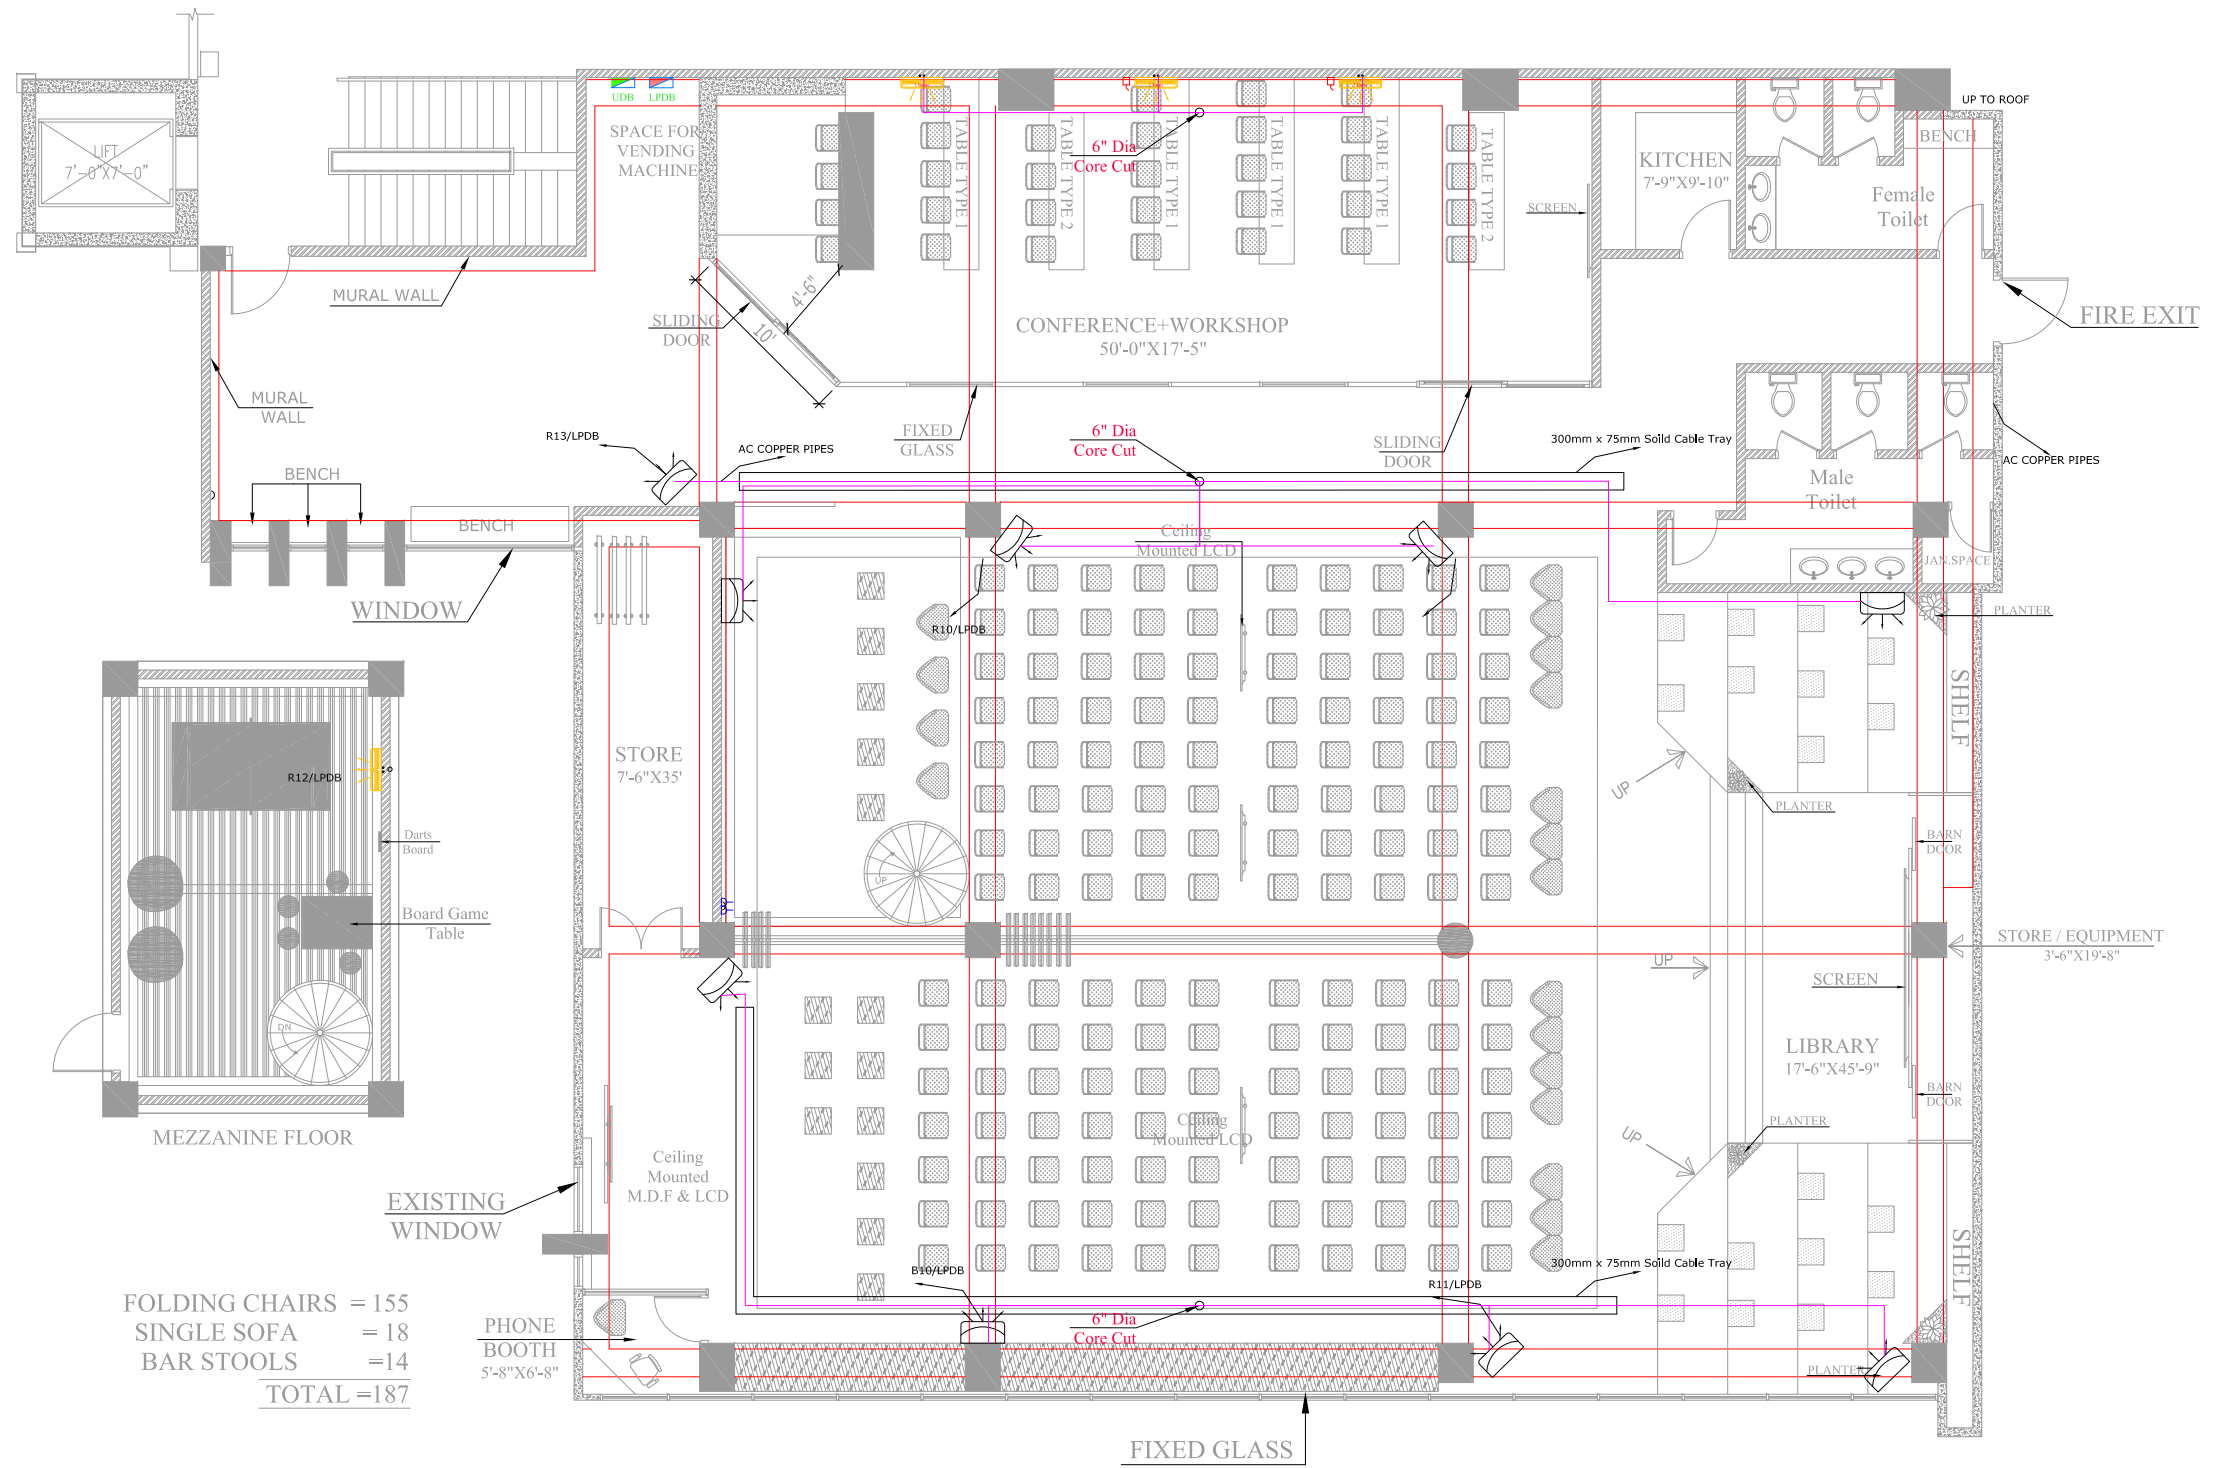 UP TO ROOF
UDB
LPDB
LIFT
7'-0"X7'-0"
SPACE FOR
VENDING
MACHINE
TABLE TYPE 1
TABLE TYPE 2
TABLE TYPE 1
TABLE TYPE 1
TABLE TYPE 1
TABLE TYPE 2
6" Dia
Core Cut
KITCHEN
7'-9"X9'-10"
BENCH
Female
Toilet
SCREEN
MURAL WALL
SLIDING
DOOR
4'-6"
10'
CONFERENCE+WORKSHOP
50'-0"X17'-5"
FIRE EXIT
MURAL
WALL
R13/LPDB
AC COPPER PIPES
FIXED
GLASS
6" Dia
Core Cut
SLIDING
DOOR
300mm x 75mm Soild Cable Tray
AC COPPER PIPES
Male
Toilet
BENCH
BENCH
Ceiling
Mounted LCD
JAN.SPACE
WINDOW
R10/LPDB
PLANTER
SHELF
STORE
7'-6"X35'
R12/LPDB
UP
PLANTER
Darts
Board
BARN
DOOR
UP
Board Game
Table
STORE / EQUIPMENT
3'-6"X19'-8"
UP
SCREEN
DN
LIBRARY
17'-6"X45'-9"
BARN
DOOR
MEZZANINE FLOOR
Ceiling
Mounted LCD
PLANTER
UP
Ceiling
Mounted
M.D.F & LCD
EXISTING
WINDOW
SHELF
B10/LPDB
R11/LPDB
300mm x 75mm Soild Cable Tray
FOLDING CHAIRS = 155
SINGLE SOFA = 18
BAR STOOLS =14
TOTAL =187
PHONE
BOOTH
5'-8"X6'-8"
6" Dia
Core Cut
PLANTER
FIXED GLASS